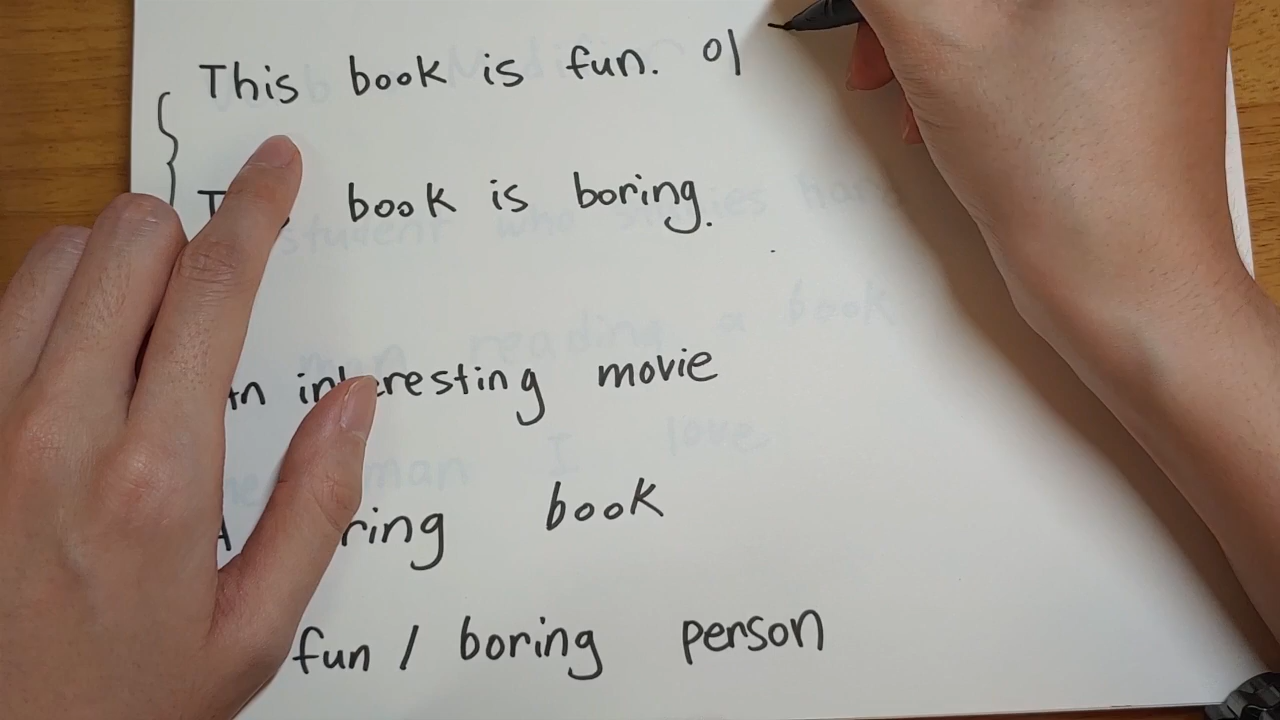 This book is fun. 이
book is boring.
interesting movie
book
fun / boring person